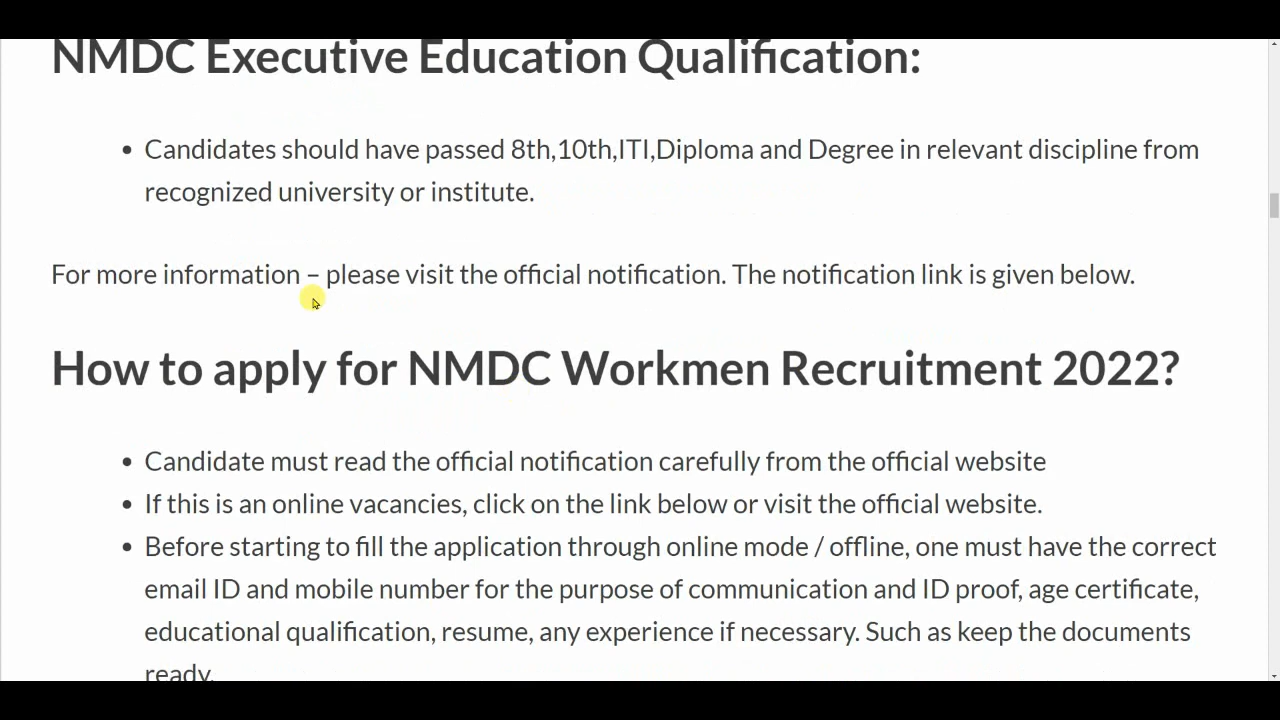 NMDC Executive Education Qualification:
• Candidates should have passed 8th,10th,ITI,Diploma and Degree in relevant discipline from
recognized university or institute.
For more information – please visit the official notification. The notification link is given below.
How to apply for NMDC Workmen Recruitment 2022?
• Candidate must read the official notification carefully from the official website
• If this is an online vacancies, click on the link below or visit the official website.
• Before starting to fill the application through online mode / offline, one must have the correct
email ID and mobile number for the purpose of communication and ID proof, age certificate,
educational qualification, resume, any experience if necessary. Such as keep the documents
ready.